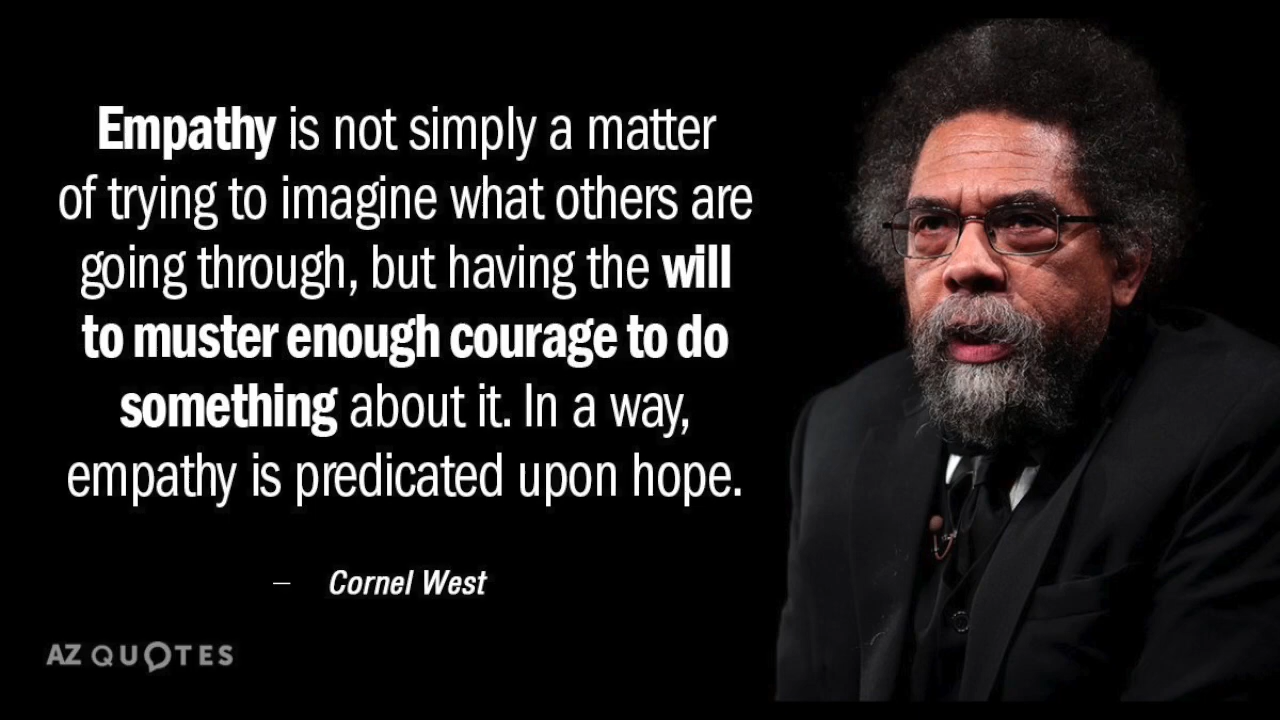 Empathy is not simply a matter
of trying to imagine what others are
going through, but having the will
to muster enough courage to do
something about it. In a way,
empathy is predicated upon hope.
– Cornel West
AZ QUOTES